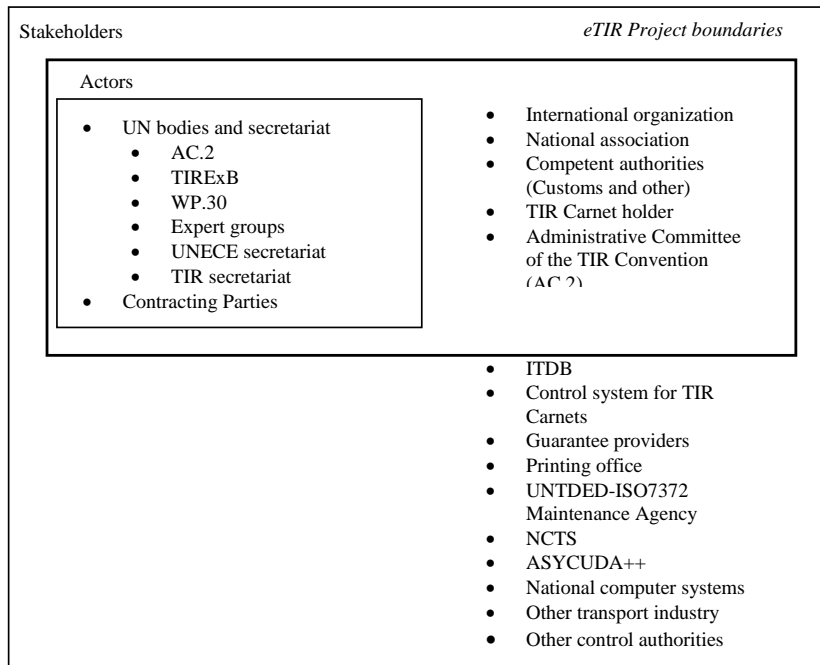 Stakeholders
eTIR Project boundaries
Actors
• UN bodies and secretariat
• AC.2
• TIRExB
• WP.30
• Expert groups
• UNECE secretariat
• TIR secretariat
• Contracting Parties
• International organization
• National association
• Competent authorities
(Customs and other)
• TIR Carnet holder
• Administrative Committee
of the TIR Convention
(AC.2)
• ITDB
• Control system for TIR
Carnets
• Guarantee providers
• Printing office
• UNTDED-ISO7372
Maintenance Agency
• NCTS
• ASYCUDA++
• National computer systems
• Other transport industry
• Other control authorities